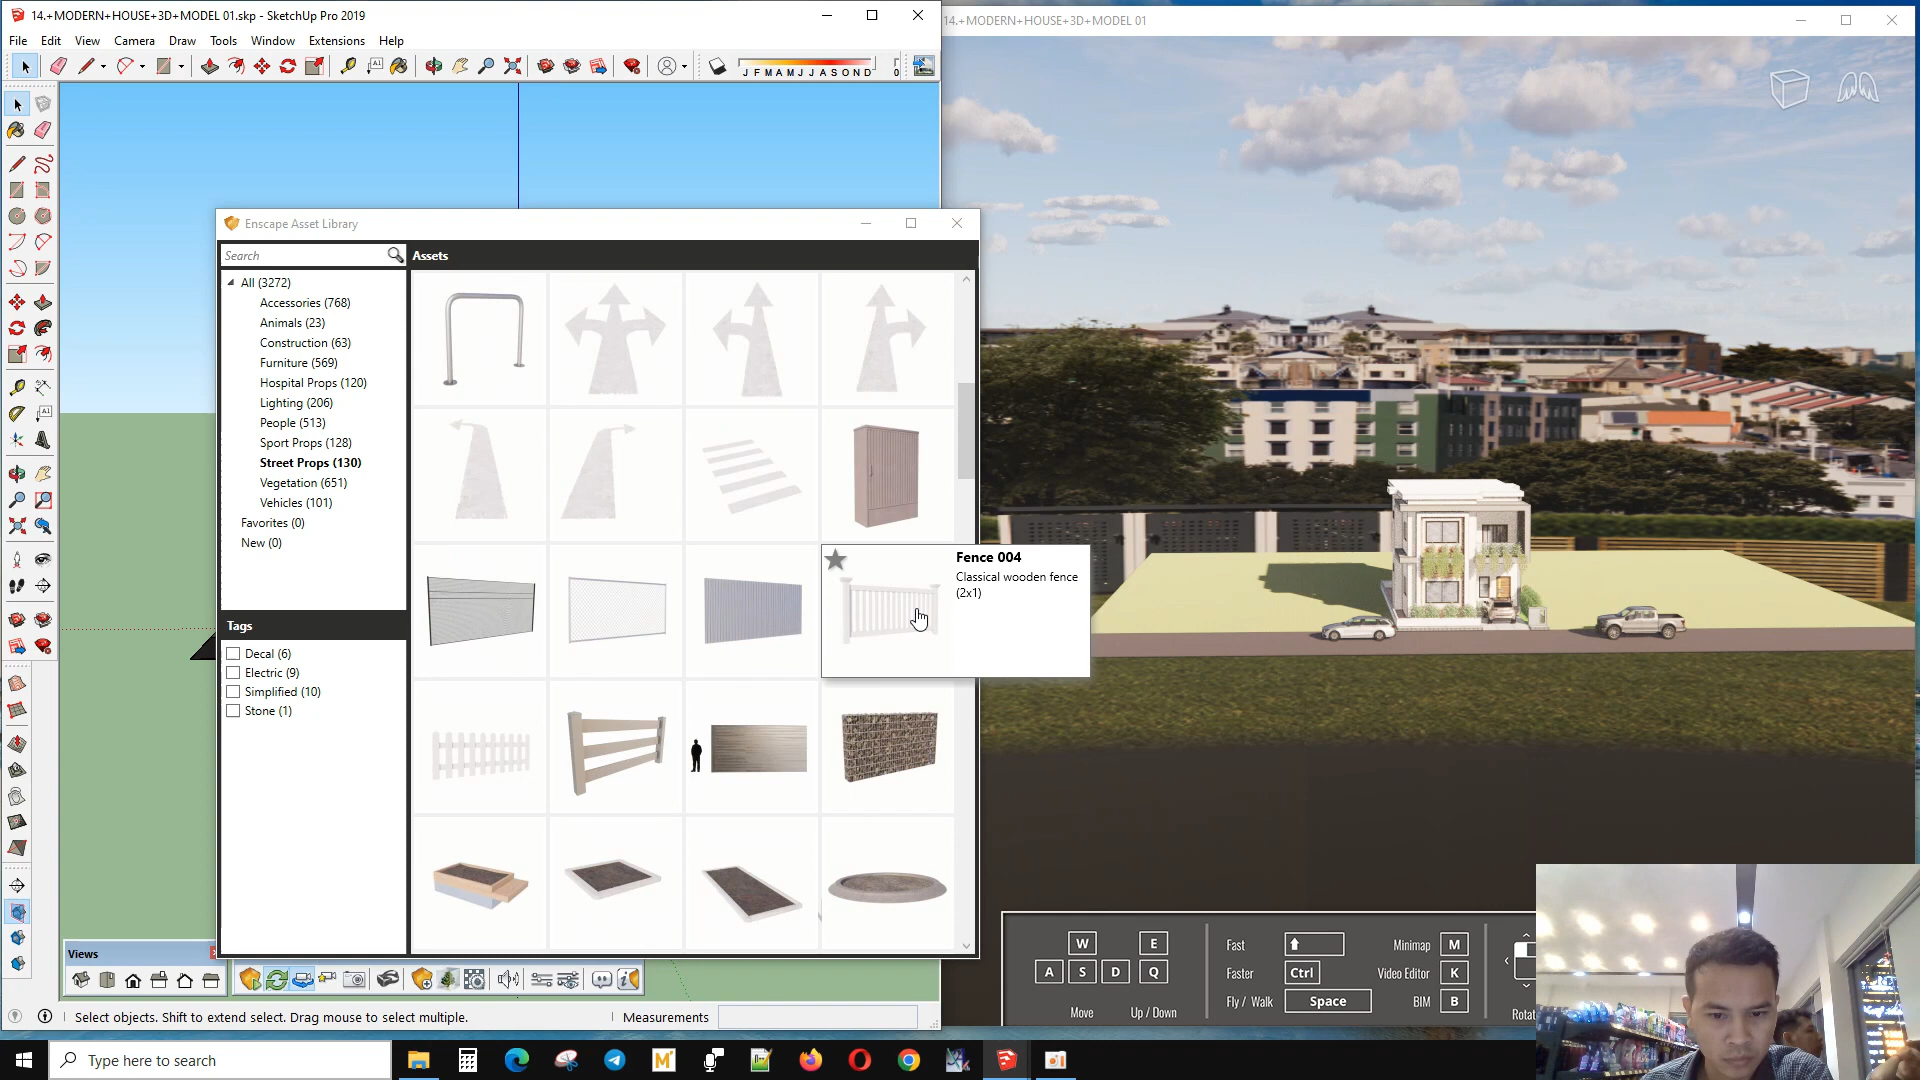 14.+MODERN+HOUSE+3D+MODEL 01.skp - SketchUp Pro 2019
14.+MODERN+HOUSE+3D+MODEL 01
File Edit View Camera Draw Tools Window Extensions Help
J F M A M J J A S O N D
Enscape Asset Library
Search
Assets
All (3272)
Accessories (768)
Animals (23)
Construction (63)
Furniture (569)
Hospital Props (120)
Lighting (206)
People (513)
Sport Props (128)
Street Props (130)
Vegetation (651)
Vehicles (101)
Favorites (0)
New (0)
Fence 004
Classical wooden fence
(2x1)
Tags
Decal (6)
Electric (9)
Simplified (10)
Stone (1)
Views
W E
A S D Q
Move
Up / Down
Fast
Faster Ctrl
Fly / Walk Space
Minimap M
Video Editor K
BIM B
Rotat
Select objects. Shift to extend select. Drag mouse to select multiple.
Measurements
Type here to search